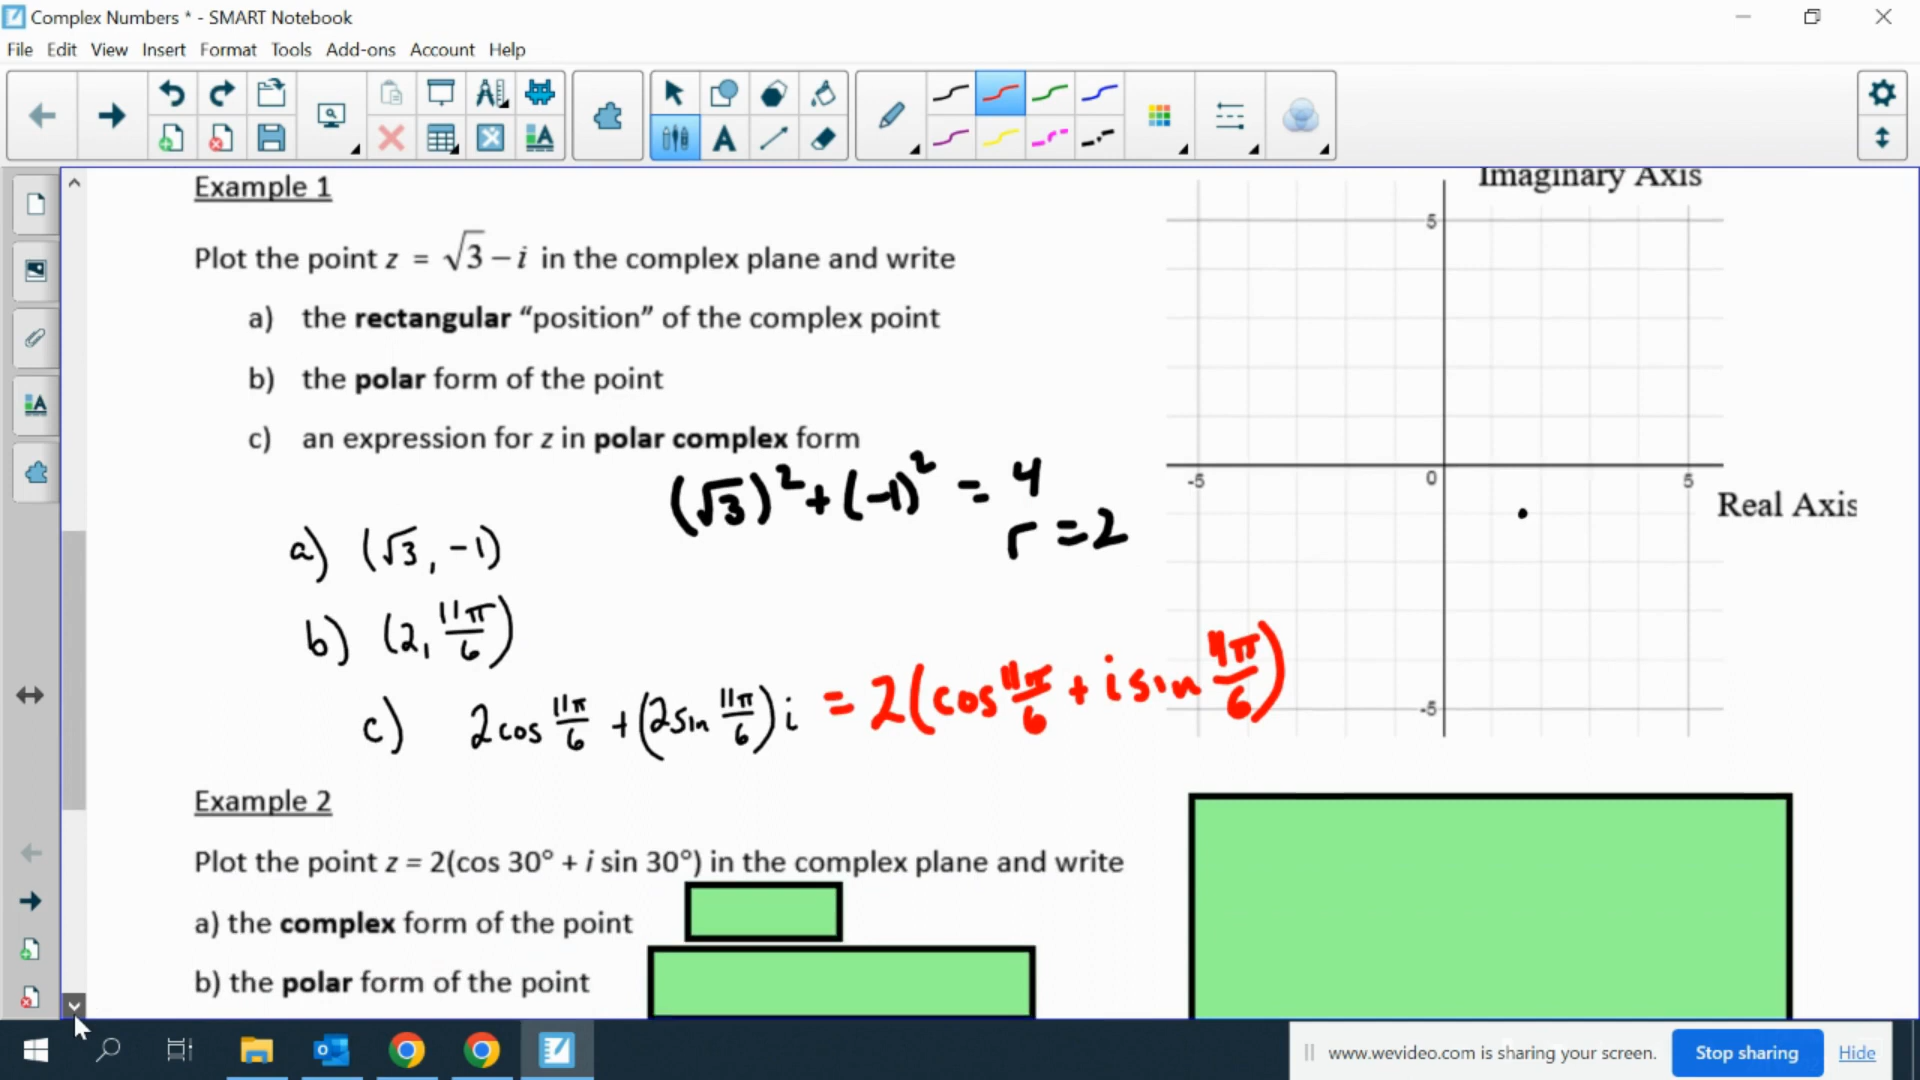 Complex Numbers * - SMART Notebook
File Edit View Insert Format Tools Add-ons Account Help
Example 1
Imaginary Axis
Plot the point z = √3 − i in the complex plane and write
a) the rectangular “position” of the complex point
b) the polar form of the point
c) an expression for z in polar complex form
5
-5 0 5
Real Axis
-5
(√3)² + (-1)² = 4
r = 2
a) (√3, -1)
b) (2, 11π/6)
c) 2cos 11π/6 + (2sin 11π/6) i = 2(cos 11π/6 + i sin 11π/6)
Example 2
Plot the point z = 2(cos 30° + i sin 30°) in the complex plane and write
a) the complex form of the point
b) the polar form of the point
www.wevideo.com is sharing your screen. Stop sharing Hide